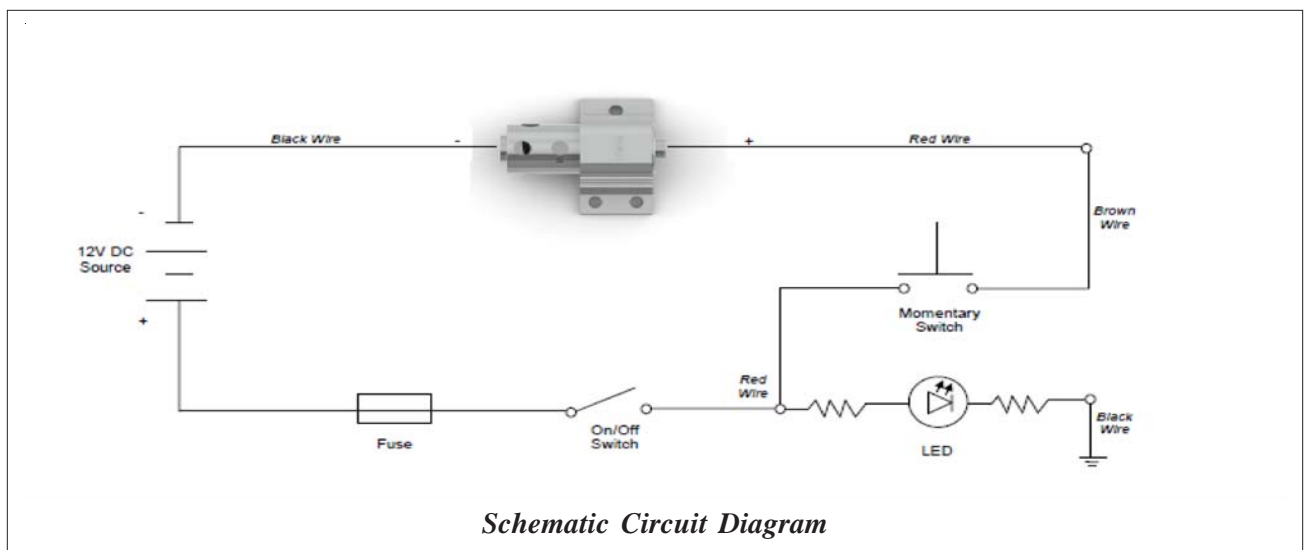 Black Wire
-
+
Red Wire
-
12V DC
Source
+
Brown
Wire
Momentary
Switch
Red
Wire
Fuse
On/Off
Switch
LED
Black
Wire
Schematic Circuit Diagram